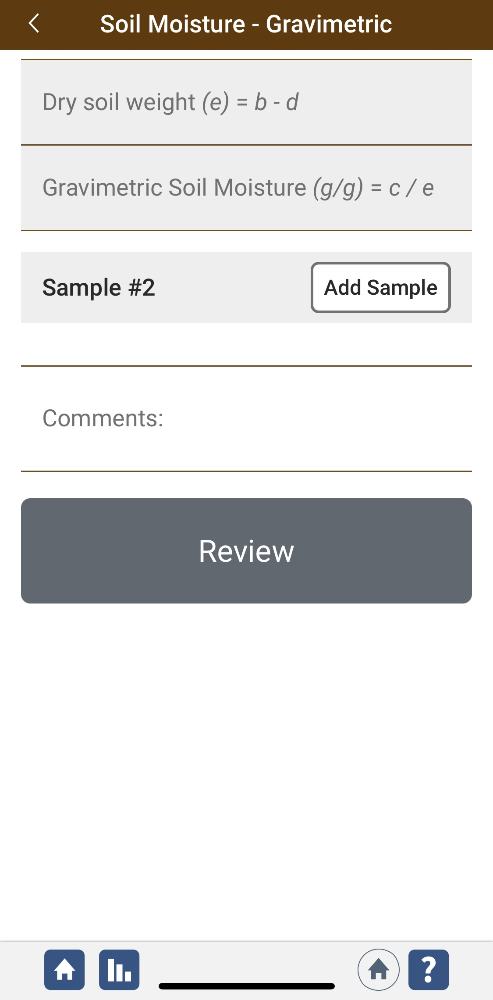 Soil Moisture - Gravimetric
Dry soil weight (e) = b - d
Gravimetric Soil Moisture (g/g) = c / e
Sample #2
Add Sample
Comments:
Review
?